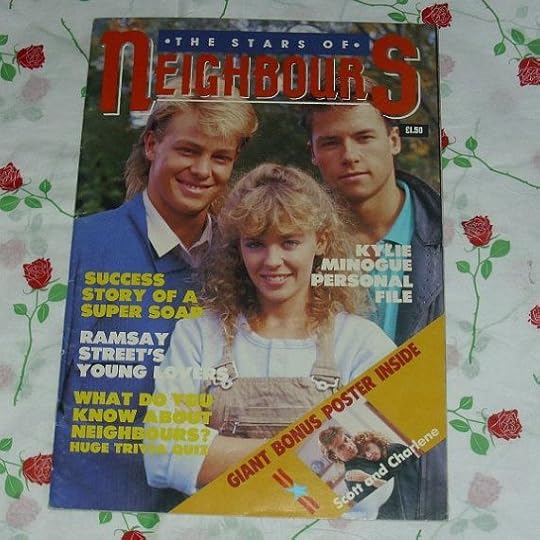 • THE STARS OF •
NEIGHBOURS
£1.50
KYLIE
MINOGUE
PERSONAL
FILE
SUCCESS
STORY OF A
SUPER SOAP
RAMSAY
STREET'S
YOUNG LOVERS
WHAT DO YOU
KNOW ABOUT
NEIGHBOURS?
HUGE TRIVIA QUIZ
GIANT BONUS POSTER INSIDE
Scott and Charlene